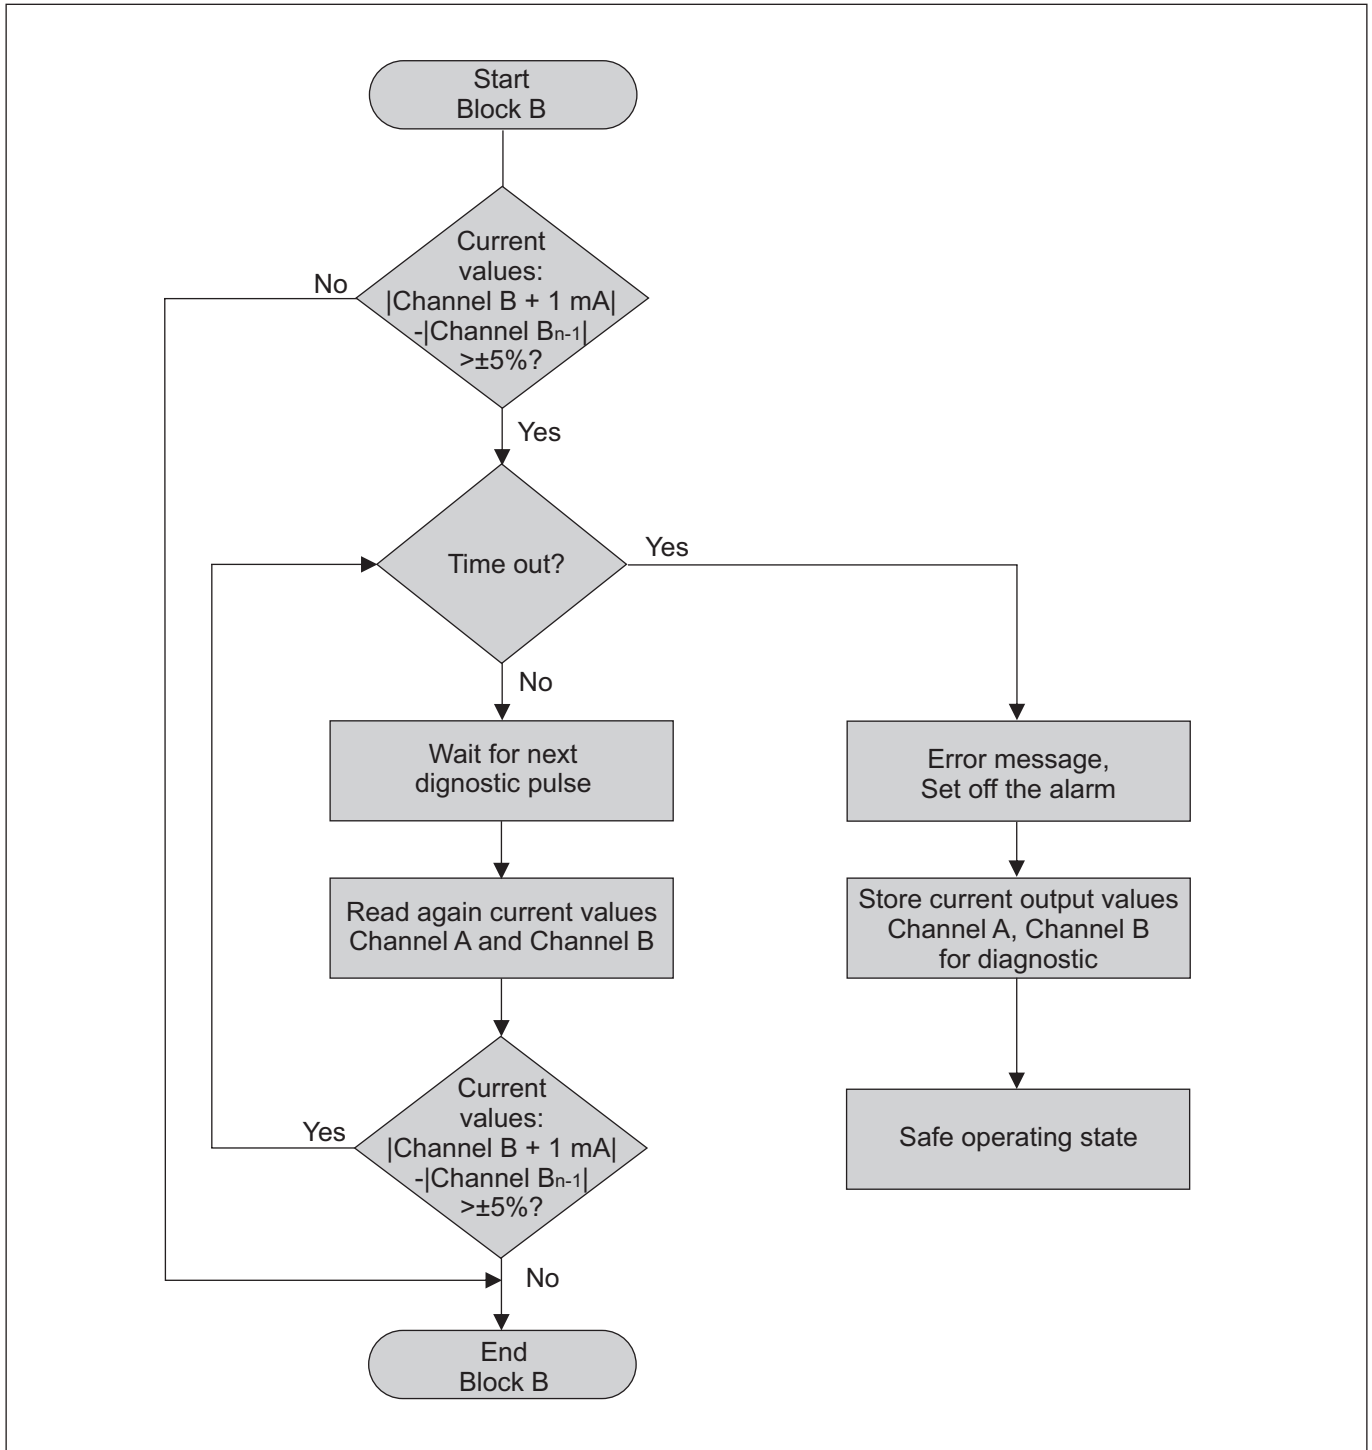 Start
Block B
Current
values:
|Channel B + 1 mA|
-|Channel Bn-1|
>±5%?
No
Yes
Time out?
Yes
No
Wait for next
dignostic pulse
Error message,
Set off the alarm
Read again current values
Channel A and Channel B
Store current output values
Channel A, Channel B
for diagnostic
Current
values:
|Channel B + 1 mA|
-|Channel Bn-1|
>±5%?
Yes
Safe operating state
No
End
Block B